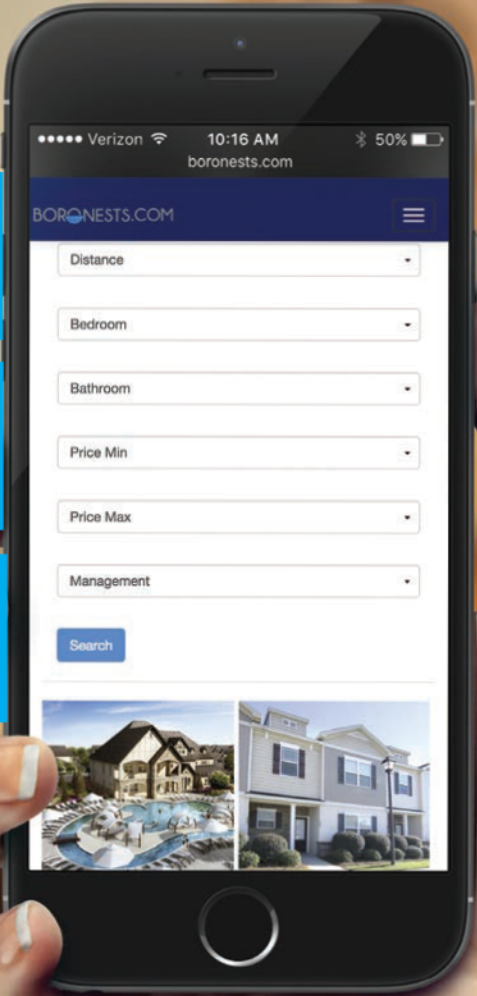 Verizon 10:16 AM 50%
boronests.com
BORONESTS.COM
Distance
Bedroom
Bathroom
Price Min
Price Max
Management
Search